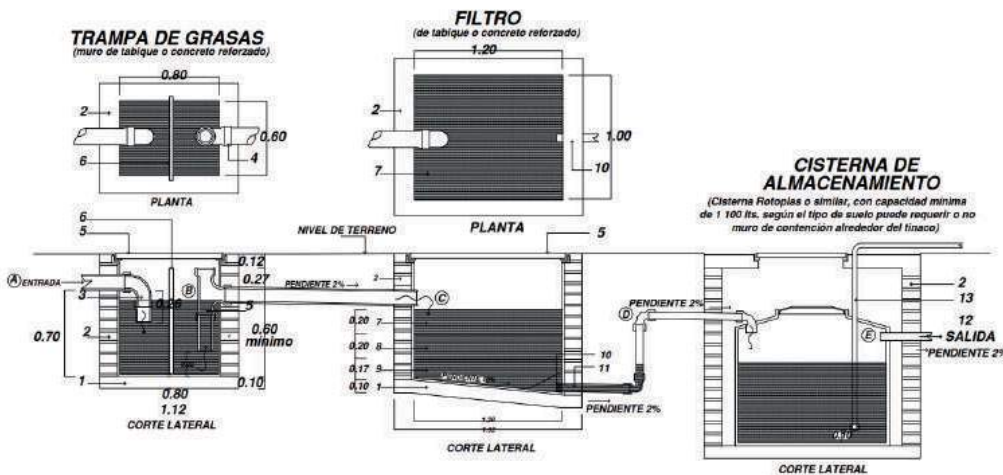 TRAMPA DE GRASAS
(muro de tabique o concreto reforzado)
0.80
2
0.60
4
6
PLANTA
FILTRO
(de tabique o concreto reforzado)
1.20
2
1.00
10
7
PLANTA
CISTERNA DE
ALMACENAMIENTO
(Cisterna Rotoplas o similar, con capacidad mínima
de 1 100 lts. según el tipo de suelo puede requerir o no
muro de contención alrededor del tinaco)
6
5
NIVEL DE TERRENO
5
0.12
A ENTRADA
B
0.27
PENDIENTE 2%
2
C
PENDIENTE 2%
2
3
13
0.70
2
5
0.60
mínimo
0.20
7
D
12
E
SALIDA
PENDIENTE 2%
0.20
8
10
0.17
9
11
1
0.10
0.10
1
PENDIENTE 2%
0.80
1.12
CORTE LATERAL
CORTE LATERAL
CORTE LATERAL